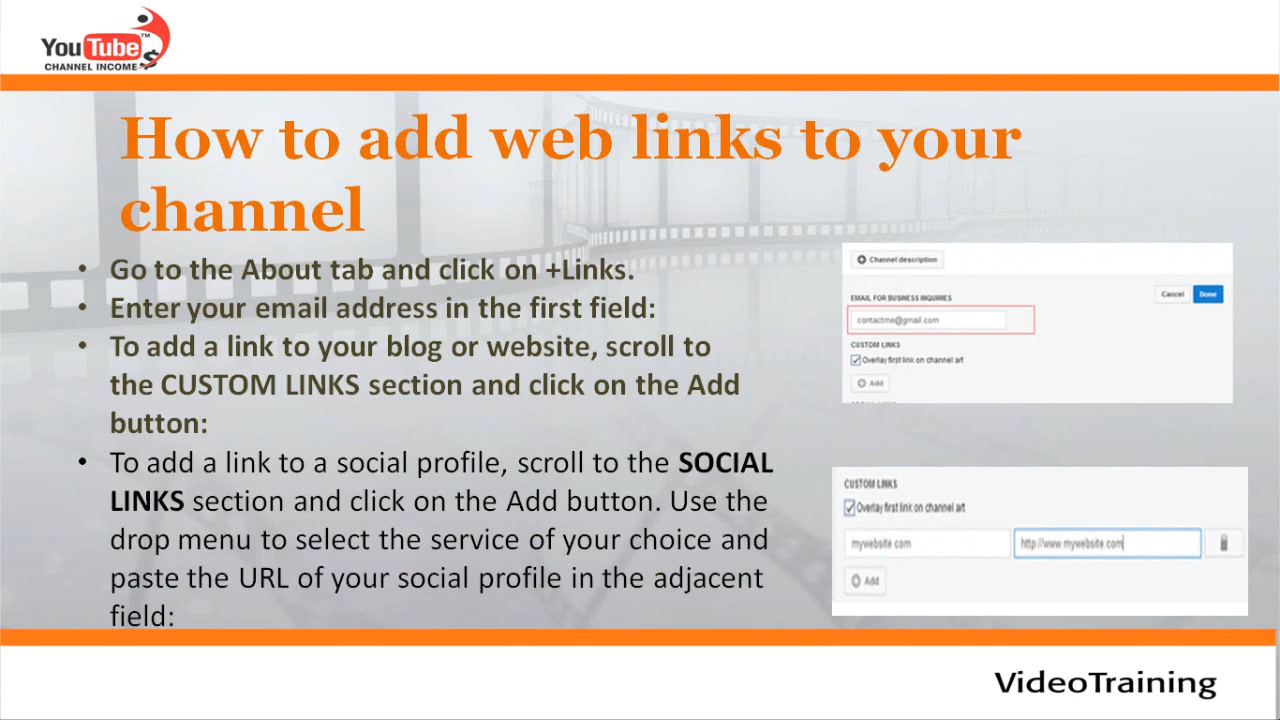 YouTube™
CHANNEL INCOME
How to add web links to your
channel
• Go to the About tab and click on +Links.
• Enter your email address in the first field:
• To add a link to your blog or website, scroll to
the CUSTOM LINKS section and click on the Add
button:
• To add a link to a social profile, scroll to the SOCIAL
LINKS section and click on the Add button. Use the
drop menu to select the service of your choice and
paste the URL of your social profile in the adjacent
field:
Channel description
EMAIL FOR BUSINESS INQUIRIES
Cancel Done
contactme@gmail.com
CUSTOM LINKS
Overlay first link on channel art
Add
CUSTOM LINKS
Overlay first link on channel art
mywebsite.com http://www.mywebsite.com
Add
VideoTraining